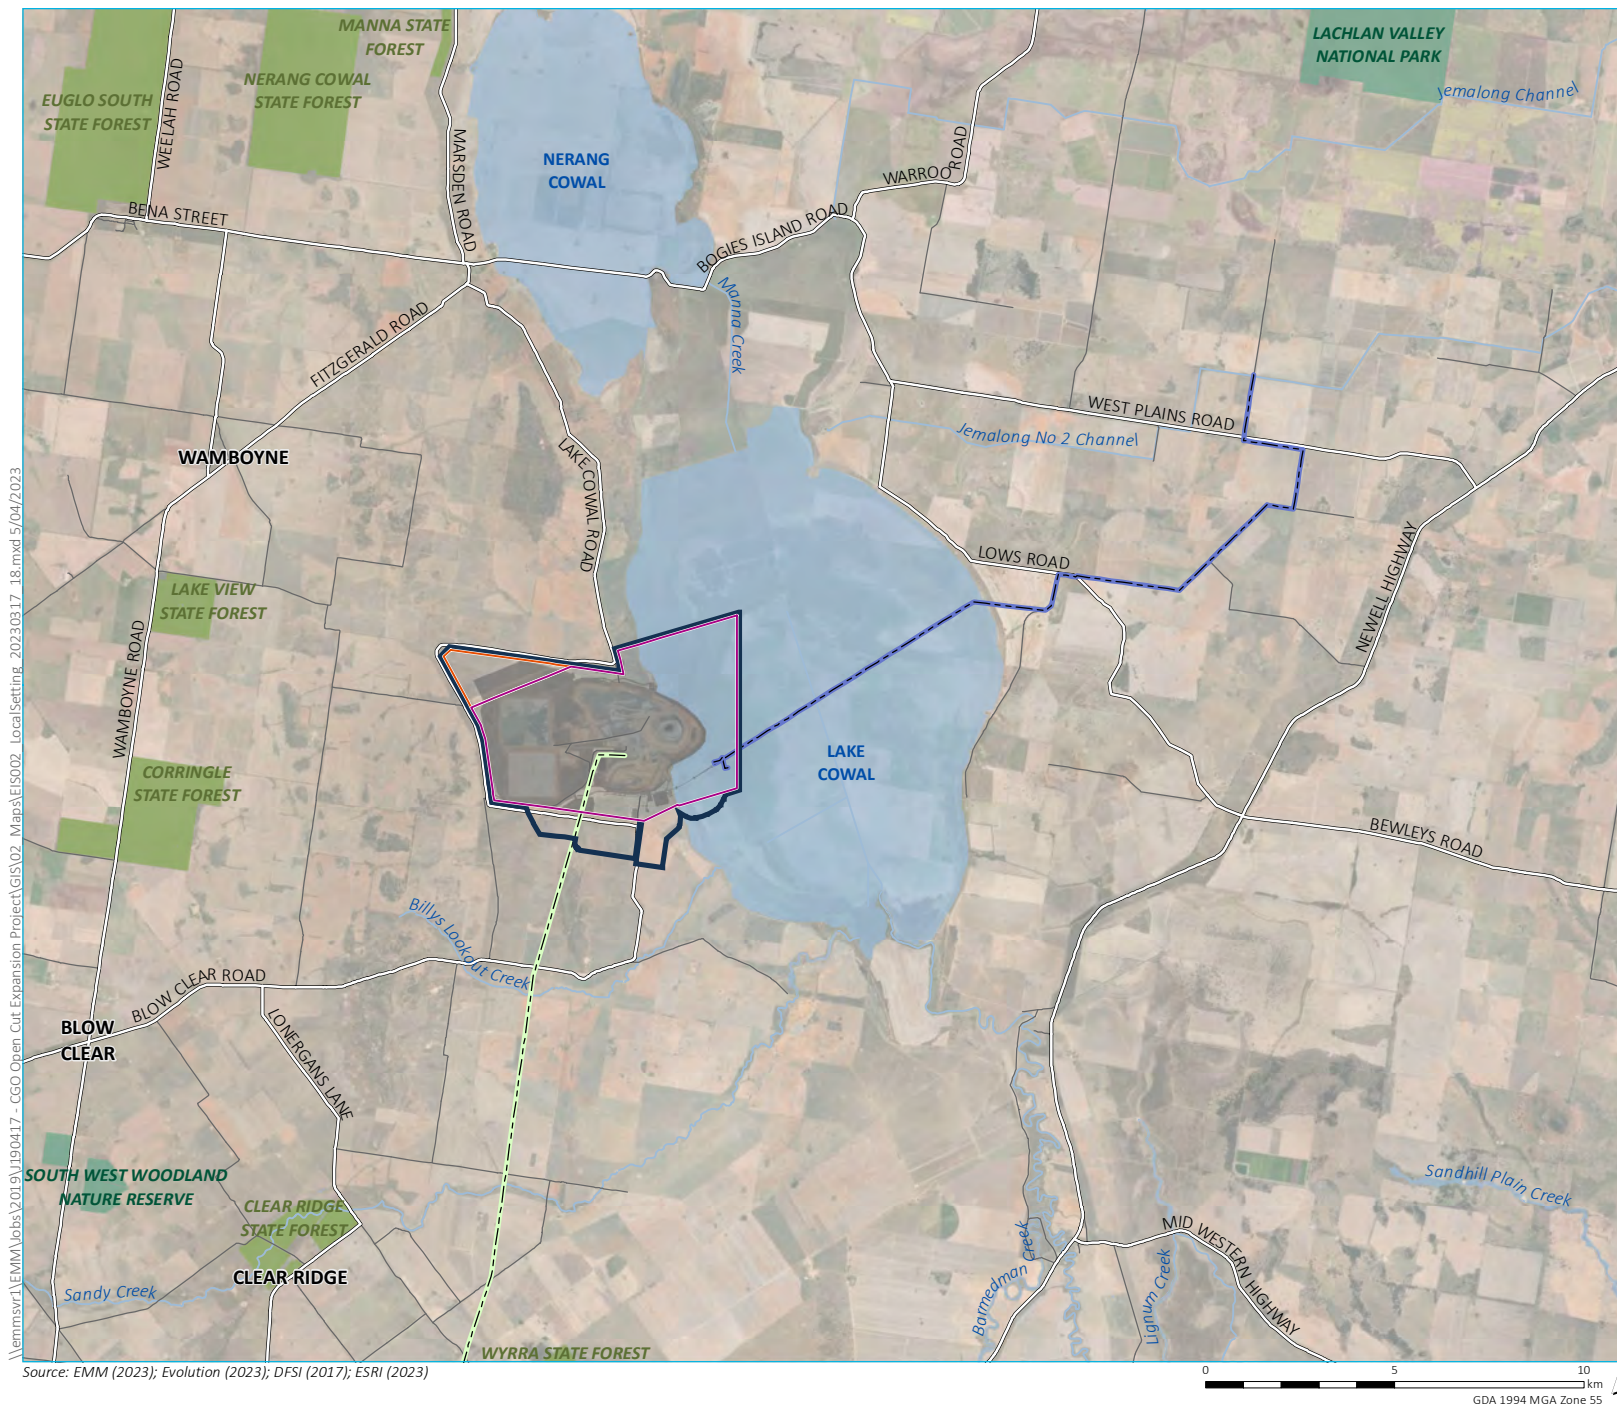 MANNA STATE
FOREST
LACHLAN VALLEY
NATIONAL PARK
NERANG COWAL
STATE FOREST
EUGLO SOUTH
STATE FOREST
WEELAH ROAD
Jemalong Channel
MARSDEN ROAD
NERANG
COWAL
WARROO ROAD
BENA STREET
BOGIES ISLAND ROAD
Manna Creek
FITZGERALD ROAD
WEST PLAINS ROAD
Jemalong No 2 Channel
WAMBOYNE
LAKE COWAL ROAD
LOWS ROAD
NEWELL HIGHWAY
LAKE VIEW
STATE FOREST
WAMBOYNE ROAD
LAKE
COWAL
CORRINGLE
STATE FOREST
BEWLEYS ROAD
Billys Lookout Creek
BLOW CLEAR ROAD
BLOW
CLEAR
LONERGANS LANE
SOUTH WEST WOODLAND
NATURE RESERVE
Sandhill Plain Creek
CLEAR RIDGE
STATE FOREST
MID WESTERN HIGHWAY
CLEAR RIDGE
Barmedman Creek
Lignum Creek
Sandy Creek
WYRRA STATE FOREST
\\emmsvr1\EMM\Jobs\2019\J190417 - CGO Open Cut Expansion Project\GIS\02_Maps\EIS\EIS002_LocalSetting_20230317_18.mxd 5/04/2023
Source: EMM (2023); Evolution (2023); DFSI (2017); ESRI (2023)
0 5 10
km
GDA 1994 MGA Zone 55